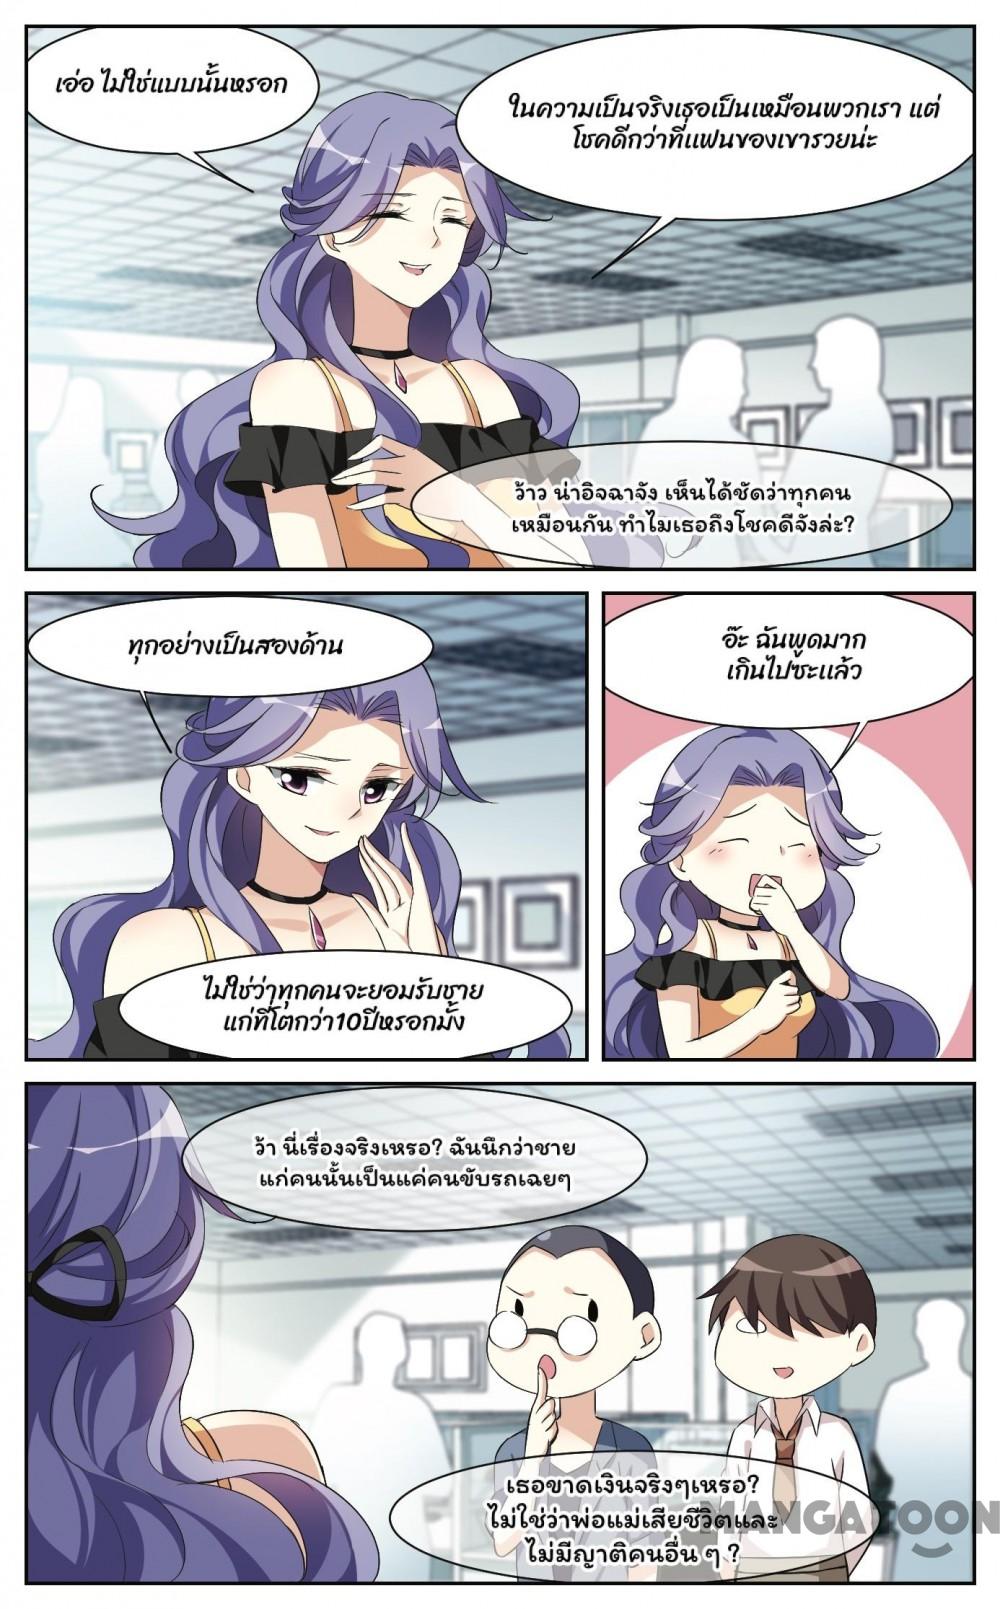 เอ่อ ไม่ใช่แบบนั้นหรอก
ในความเป็นจริงเธอเป็นเหมือนพวกเรา แต่
โชคดีกว่าที่แฟนของเขารวยน่ะ
ว้าว น่าอิจฉาจัง เห็นได้ชัดว่าทุกคน
เหมือนกัน ทำไมเธอถึงโชคดีจังล่ะ?
ทุกอย่างเป็นสองด้าน
ไม่ใช่ว่าทุกคนจะยอมรับชาย
แก่ที่โตกว่า10ปีหรอกมั้ง
อ๊ะ ฉันพูดมาก
เกินไปซะแล้ว
ว้า นี่เรื่องจริงเหรอ? ฉันนึกว่าชาย
แก่คนนั้นเป็นแค่คนขับรถเฉยๆ
เธอขาดเงินจริงๆเหรอ?
ไม่ใช่ว่าพ่อแม่เสียชีวิตและ
ไม่มีญาติคนอื่น ๆ ?
MANGATOON